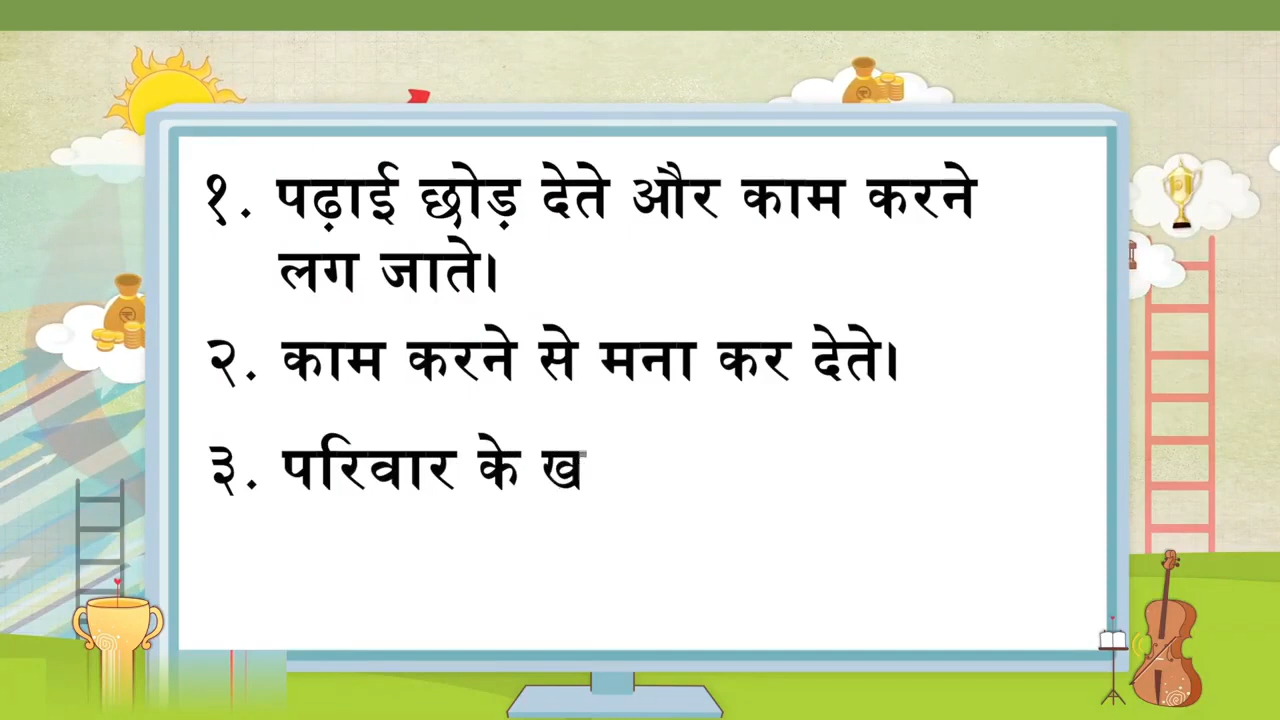 १. पढ़ाई छोड़ देते और काम करने
लग जाते।
२. काम करने से मना कर देते।
३. परिवार के ख